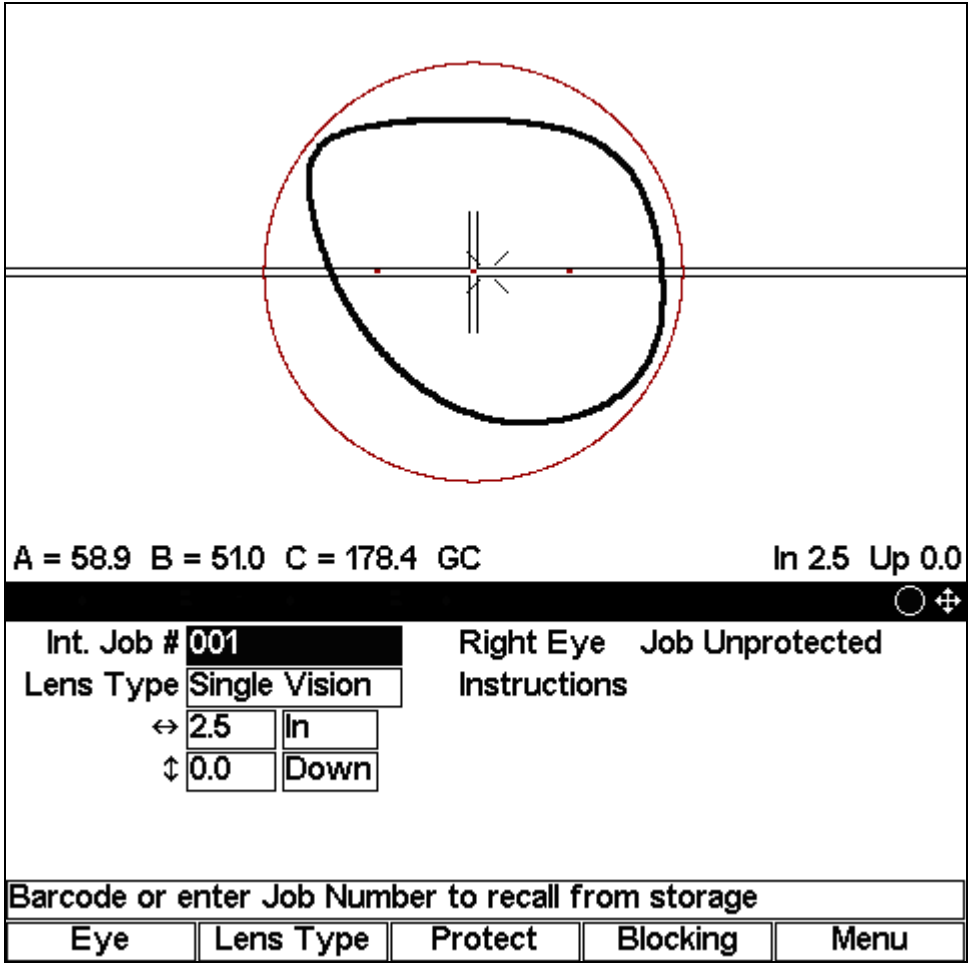 A = 58.9 B = 51.0 C = 178.4 GC In 2.5 Up 0.0
Int. Job # 001 Right Eye Job Unprotected
Lens Type Single Vision Instructions
↔ 2.5 In
↕ 0.0 Down
Barcode or enter Job Number to recall from storage
Eye Lens Type Protect Blocking Menu